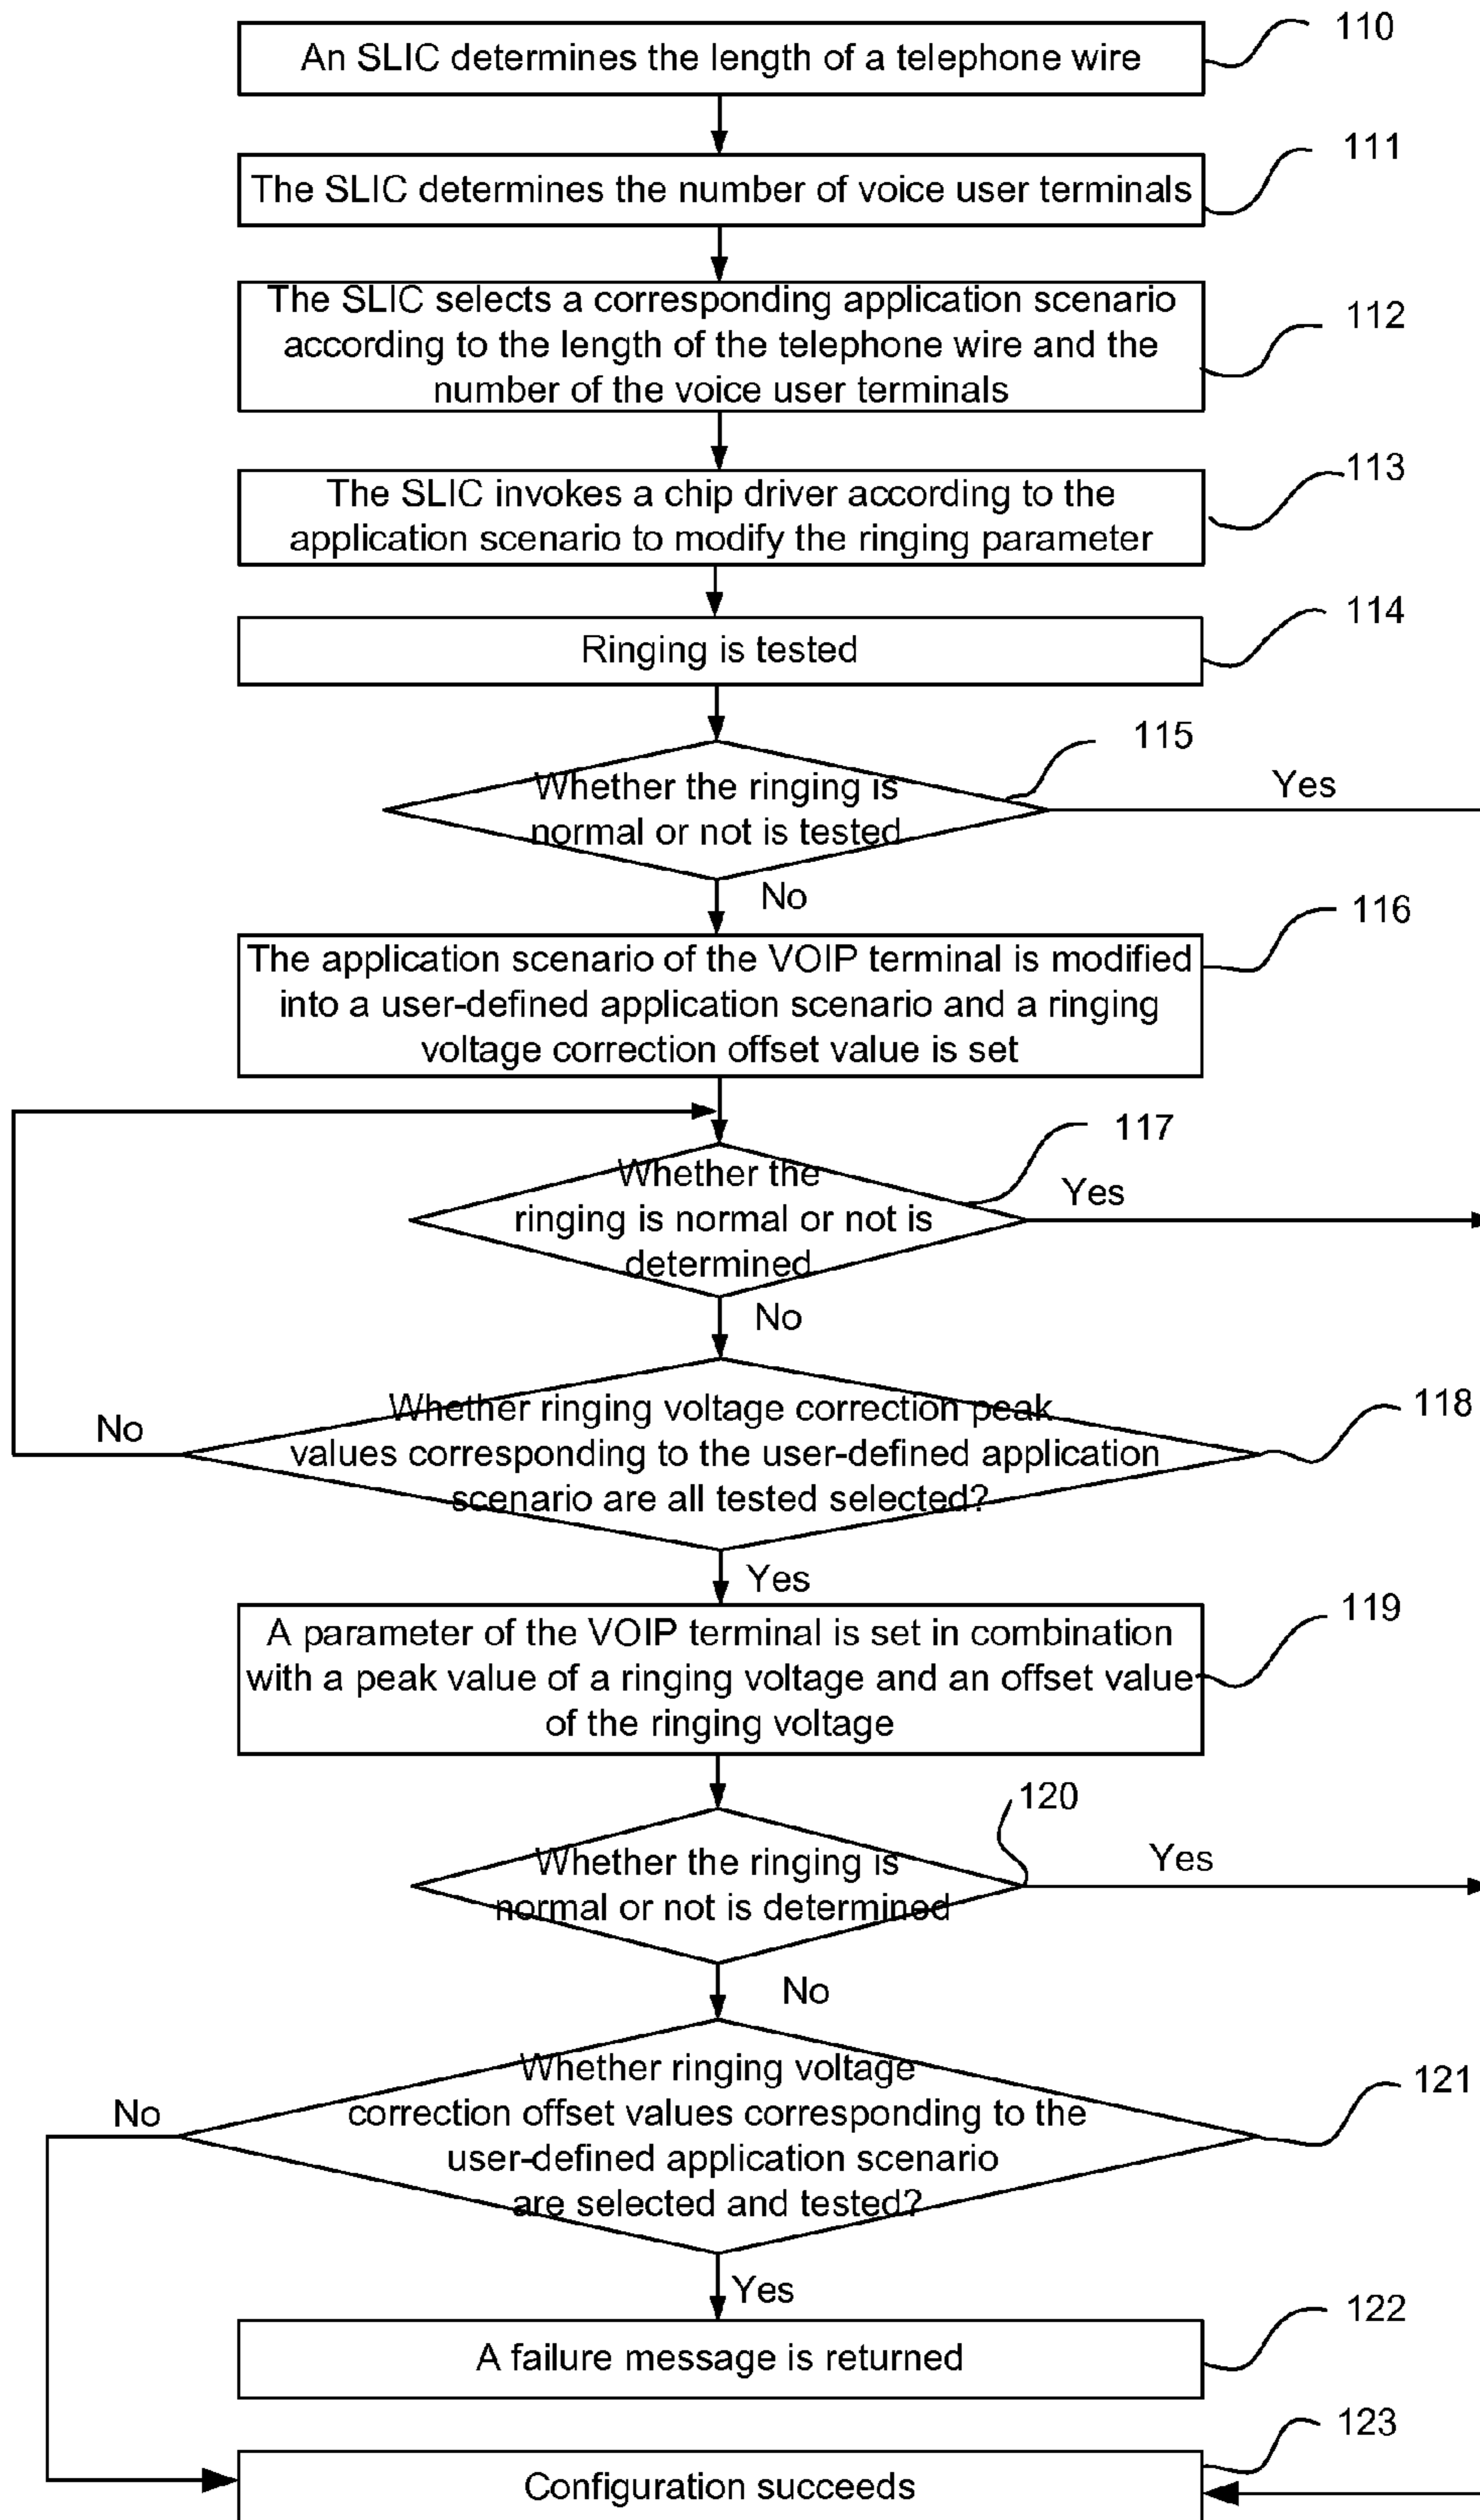 An SLIC determines the length of a telephone wire
110
The SLIC determines the number of voice user terminals
111
The SLIC selects a corresponding application scenario
according to the length of the telephone wire and the
number of the voice user terminals
112
The SLIC invokes a chip driver according to the
application scenario to modify the ringing parameter
113
Ringing is tested
114
Whether the ringing is
normal or not is tested
115
Yes
No
The application scenario of the VOIP terminal is modified
into a user-defined application scenario and a ringing
voltage correction offset value is set
116
Whether the
ringing is normal or not is
determined
117
Yes
No
Whether ringing voltage correction peak
values corresponding to the user-defined application
scenario are all tested selected?
118
No
Yes
A parameter of the VOIP terminal is set in combination
with a peak value of a ringing voltage and an offset value
of the ringing voltage
119
Whether the ringing is
normal or not is determined
120
Yes
No
Whether ringing voltage
correction offset values corresponding to the
user-defined application scenario
are selected and tested?
121
No
Yes
A failure message is returned
122
Configuration succeeds
123